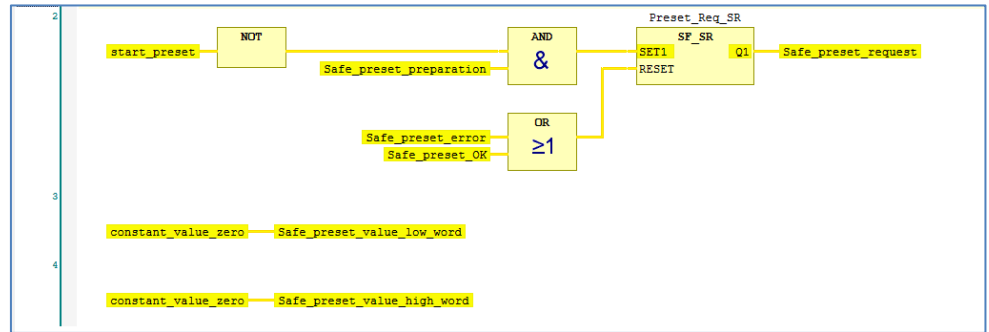 2
Preset_Req_SR
NOT AND SF_SR
start_preset & SET1 Q1 Safe_preset_request
Safe_preset_preparation RESET
OR
Safe_preset_error ≥1
Safe_preset_OK
3
constant_value_zero Safe_preset_value_low_word
4
constant_value_zero Safe_preset_value_high_word